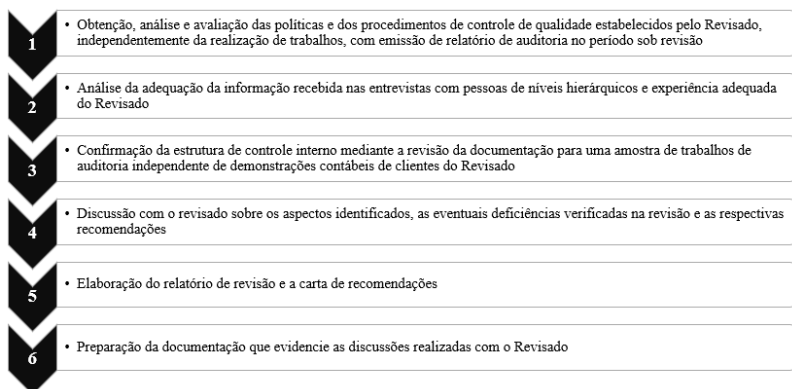 1
• Obtenção, análise e avaliação das políticas e dos procedimentos de controle de qualidade estabelecidos pelo Revisado,
independentemente da realização de trabalhos, com emissão de relatório de auditoria no período sob revisão
2
• Análise da adequação da informação recebida nas entrevistas com pessoas de níveis hierárquicos e experiência adequada
do Revisado
3
• Confirmação da estrutura de controle interno mediante a revisão da documentação para uma amostra de trabalhos de
auditoria independente de demonstrações contábeis de clientes do Revisado
4
• Discussão com o revisado sobre os aspectos identificados, as eventuais deficiências verificadas na revisão e as respectivas
recomendações
5
• Elaboração do relatório de revisão e a carta de recomendações
6
• Preparação da documentação que evidencie as discussões realizadas com o Revisado